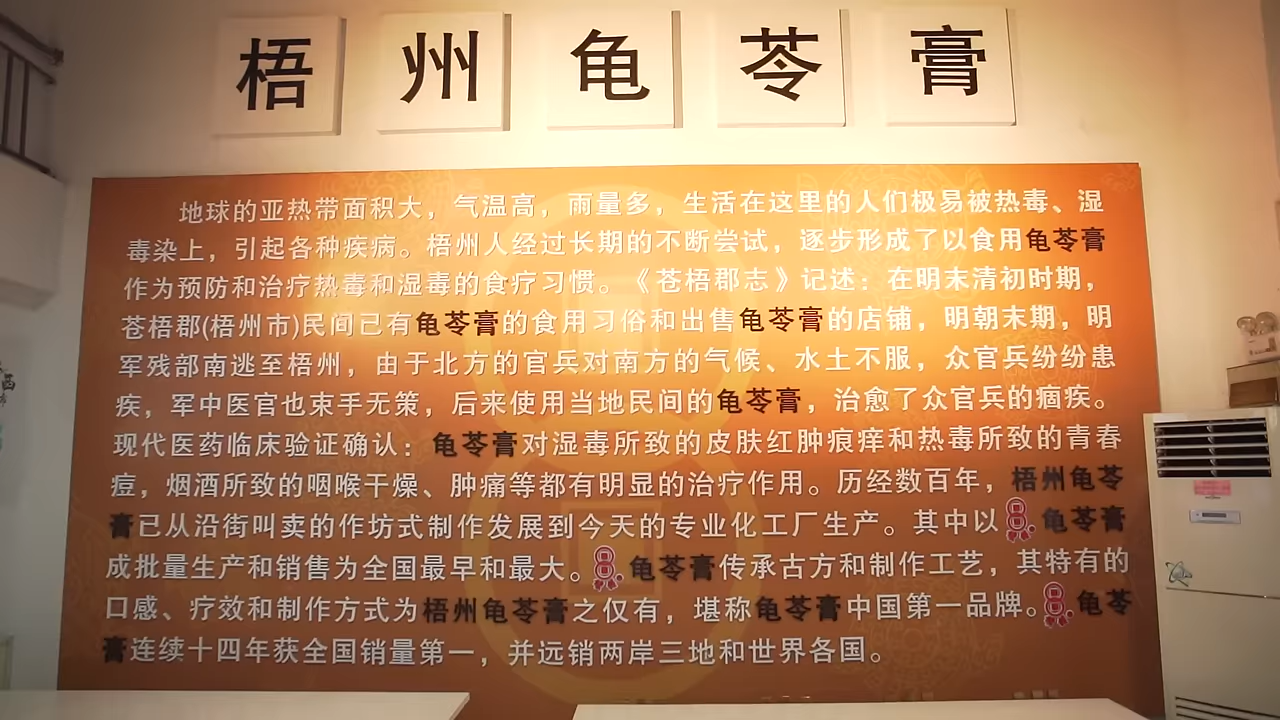 梧州龟苓膏
地球的亚热带面积大，气温高，雨量多，生活在这里的人们极易被热毒、湿
毒染上，引起各种疾病。梧州人经过长期的不断尝试，逐步形成了以食用龟苓膏
作为预防和治疗热毒和湿毒的食疗习惯。《苍梧郡志》记述：在明末清初时期，
苍梧郡(梧州市)民间已有龟苓膏的食用习俗和出售龟苓膏的店铺，明朝末期，明
军残部南逃至梧州，由于北方的官兵对南方的气候、水土不服，众官兵纷纷患
疾，军中医官也束手无策，后来使用当地民间的龟苓膏，治愈了众官兵的痼疾。
现代医药临床验证确认：龟苓膏对湿毒所致的皮肤红肿痕痒和热毒所致的青春
痘，烟酒所致的咽喉干燥、肿痛等都有明显的治疗作用。历经数百年，梧州龟苓
膏已从沿街叫卖的作坊式制作发展到今天的专业化工厂生产。其中以龟苓膏
成批量生产和销售为全国最早和最大。龟苓膏传承古方和制作工艺，其特有的
口感、疗效和制作方式为梧州龟苓膏之仅有，堪称龟苓膏中国第一品牌。龟苓
膏连续十四年获全国销量第一，并远销两岸三地和世界各国。